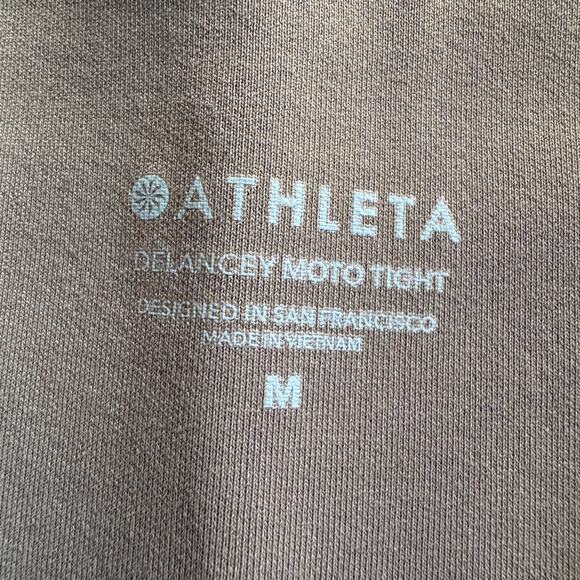 ATHLETA
DELANCEY MOTO TIGHT
DESIGNED IN SAN FRANCISCO
MADE IN VIETNAM
M